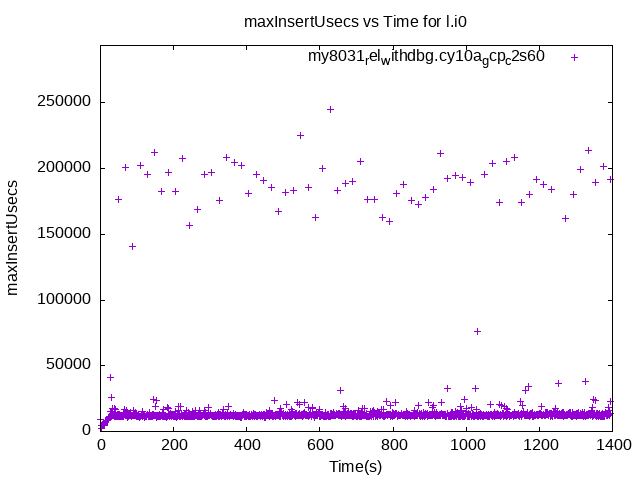 maxInsertUsecs vs Time for l.i0
my8031relwithdbg.cy10agcpc2s60
maxInsertUsecs
250000
200000
150000
100000
50000
0
0 200 400 600 800 1000 1200 1400
Time(s)